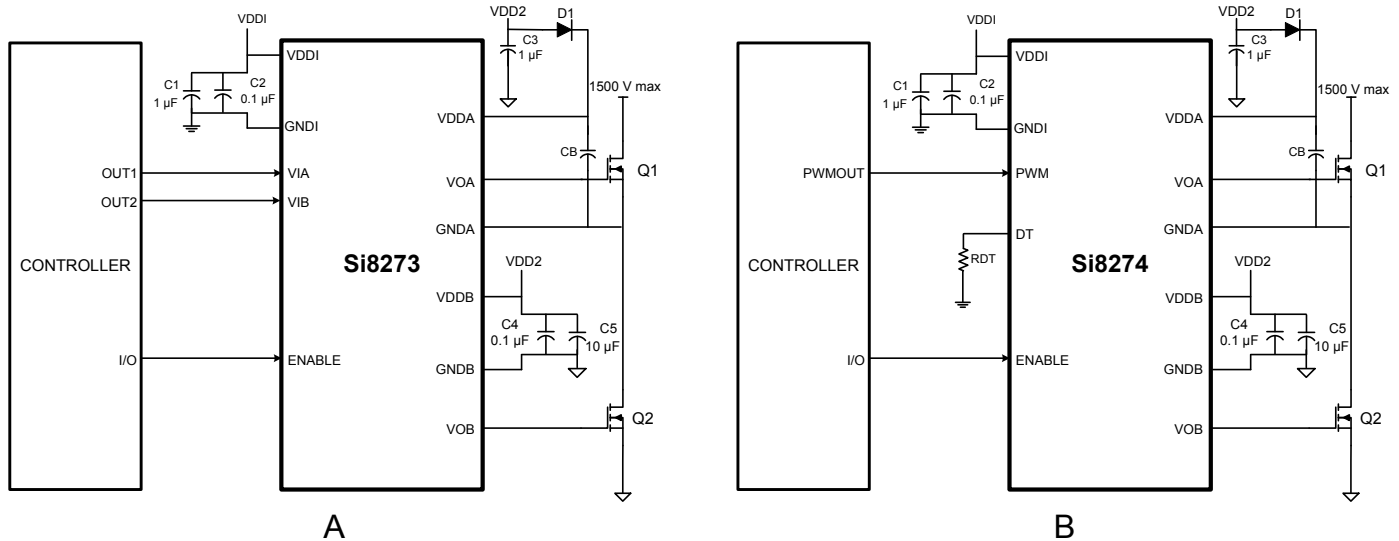 VDDI
VDD2
D1
C3
1 µF
VDDI
C1
1 µF
C2
0.1 µF
1500 V max
GNDI
VDDA
CB
OUT1
VIA
VOA
Q1
OUT2
VIB
GNDA
CONTROLLER
Si8273
VDD2
VDDB
C4
0.1 µF
C5
10 µF
I/O
ENABLE
GNDB
VOB
Q2
A
VDDI
VDD2
D1
C3
1 µF
VDDI
C1
1 µF
C2
0.1 µF
1500 V max
GNDI
VDDA
CB
PWMOUT
PWM
VOA
Q1
DT
GNDA
RDT
CONTROLLER
Si8274
VDD2
VDDB
C4
0.1 µF
C5
10 µF
I/O
ENABLE
GNDB
VOB
Q2
B